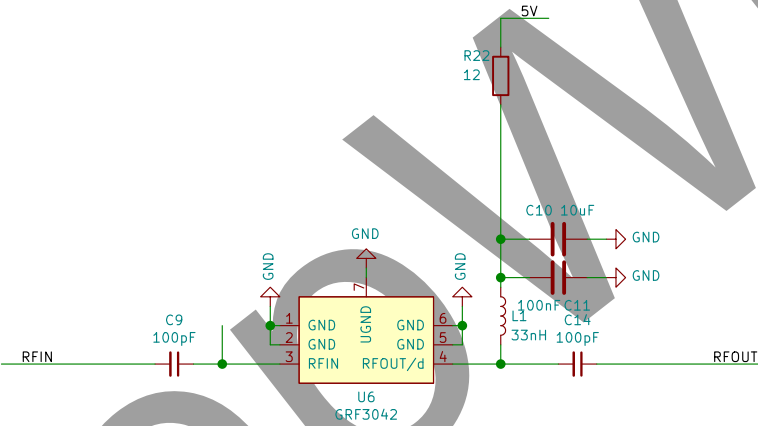 5V
R22
12
C10 10uF
GND
GND
GND
GND
GND
100nF C11
L1
33nH
C14
100pF
C9
100pF
7
UGND
1
GND
2
GND
3
RFIN
GND
6
GND
5
RFOUT/d
4
RFIN
RFOUT
U6
GRF3042